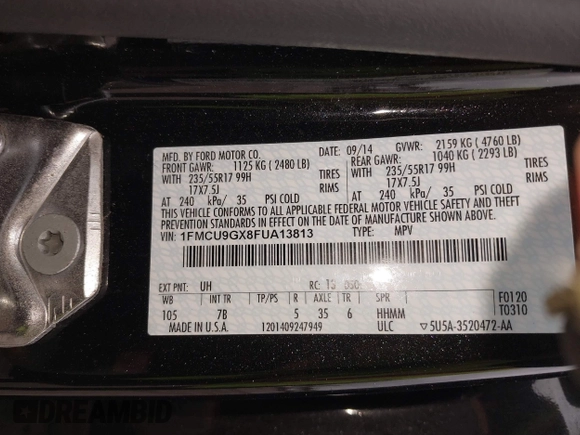 MFD. BY FORD MOTOR CO. DATE: 09/14 GVWR: 2159 KG ( 4760 LB)
FRONT GAWR: 1125 KG ( 2480 LB) REAR GAWR: 1040 KG ( 2293 LB)
WITH 235/55R17 99H TIRES WITH 235/55R17 99H TIRES
17X7.5J RIMS 17X7.5J RIMS
AT 240 kPa/ 35 PSI COLD AT 240 kPa/ 35 PSI COLD
THIS VEHICLE CONFORMS TO ALL APPLICABLE FEDERAL MOTOR VEHICLE SAFETY AND THEFT
PREVENTION STANDARDS IN EFFECT ON THE DATE OF MANUFACTURE SHOWN ABOVE.
VIN: 1FMCU9GX8FUA13813 TYPE: MPV
EXT PNT: UH RC: 15 DSO: F0120
WB INT TR TP/PS R AXLE TR SPR T0310
105 7B 5 35 6 HHMM
MADE IN U.S.A. 1201409247949 ULC ▽5U5A-3520472-AA
DREAMBID